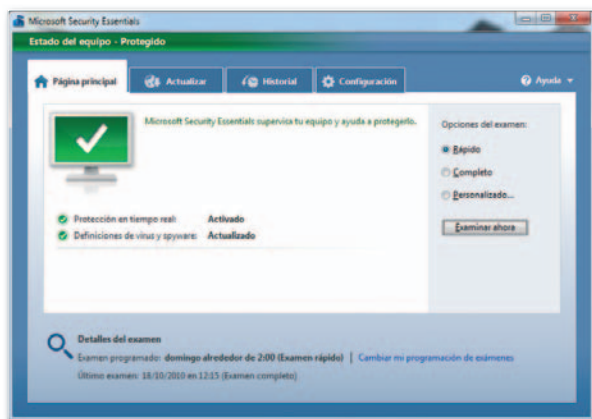 Microsoft Security Essentials
Estado del equipo - Protegido
Página principal
Actualizar
Historial
Configuración
Ayuda
Microsoft Security Essentials supervisa tu equipo y ayuda a protegerlo.
Opciones del examen:
Rápido
Completo
Personalizado...
Examinar ahora
Protección en tiempo real: Activado
Definiciones de virus y spyware: Actualizado
Detalles del examen
Examen programado: domingo alrededor de 2:00 (Examen rápido) | Cambiar mi programación de exámenes
Último examen: 18/10/2010 en 12:15 (Examen completo)